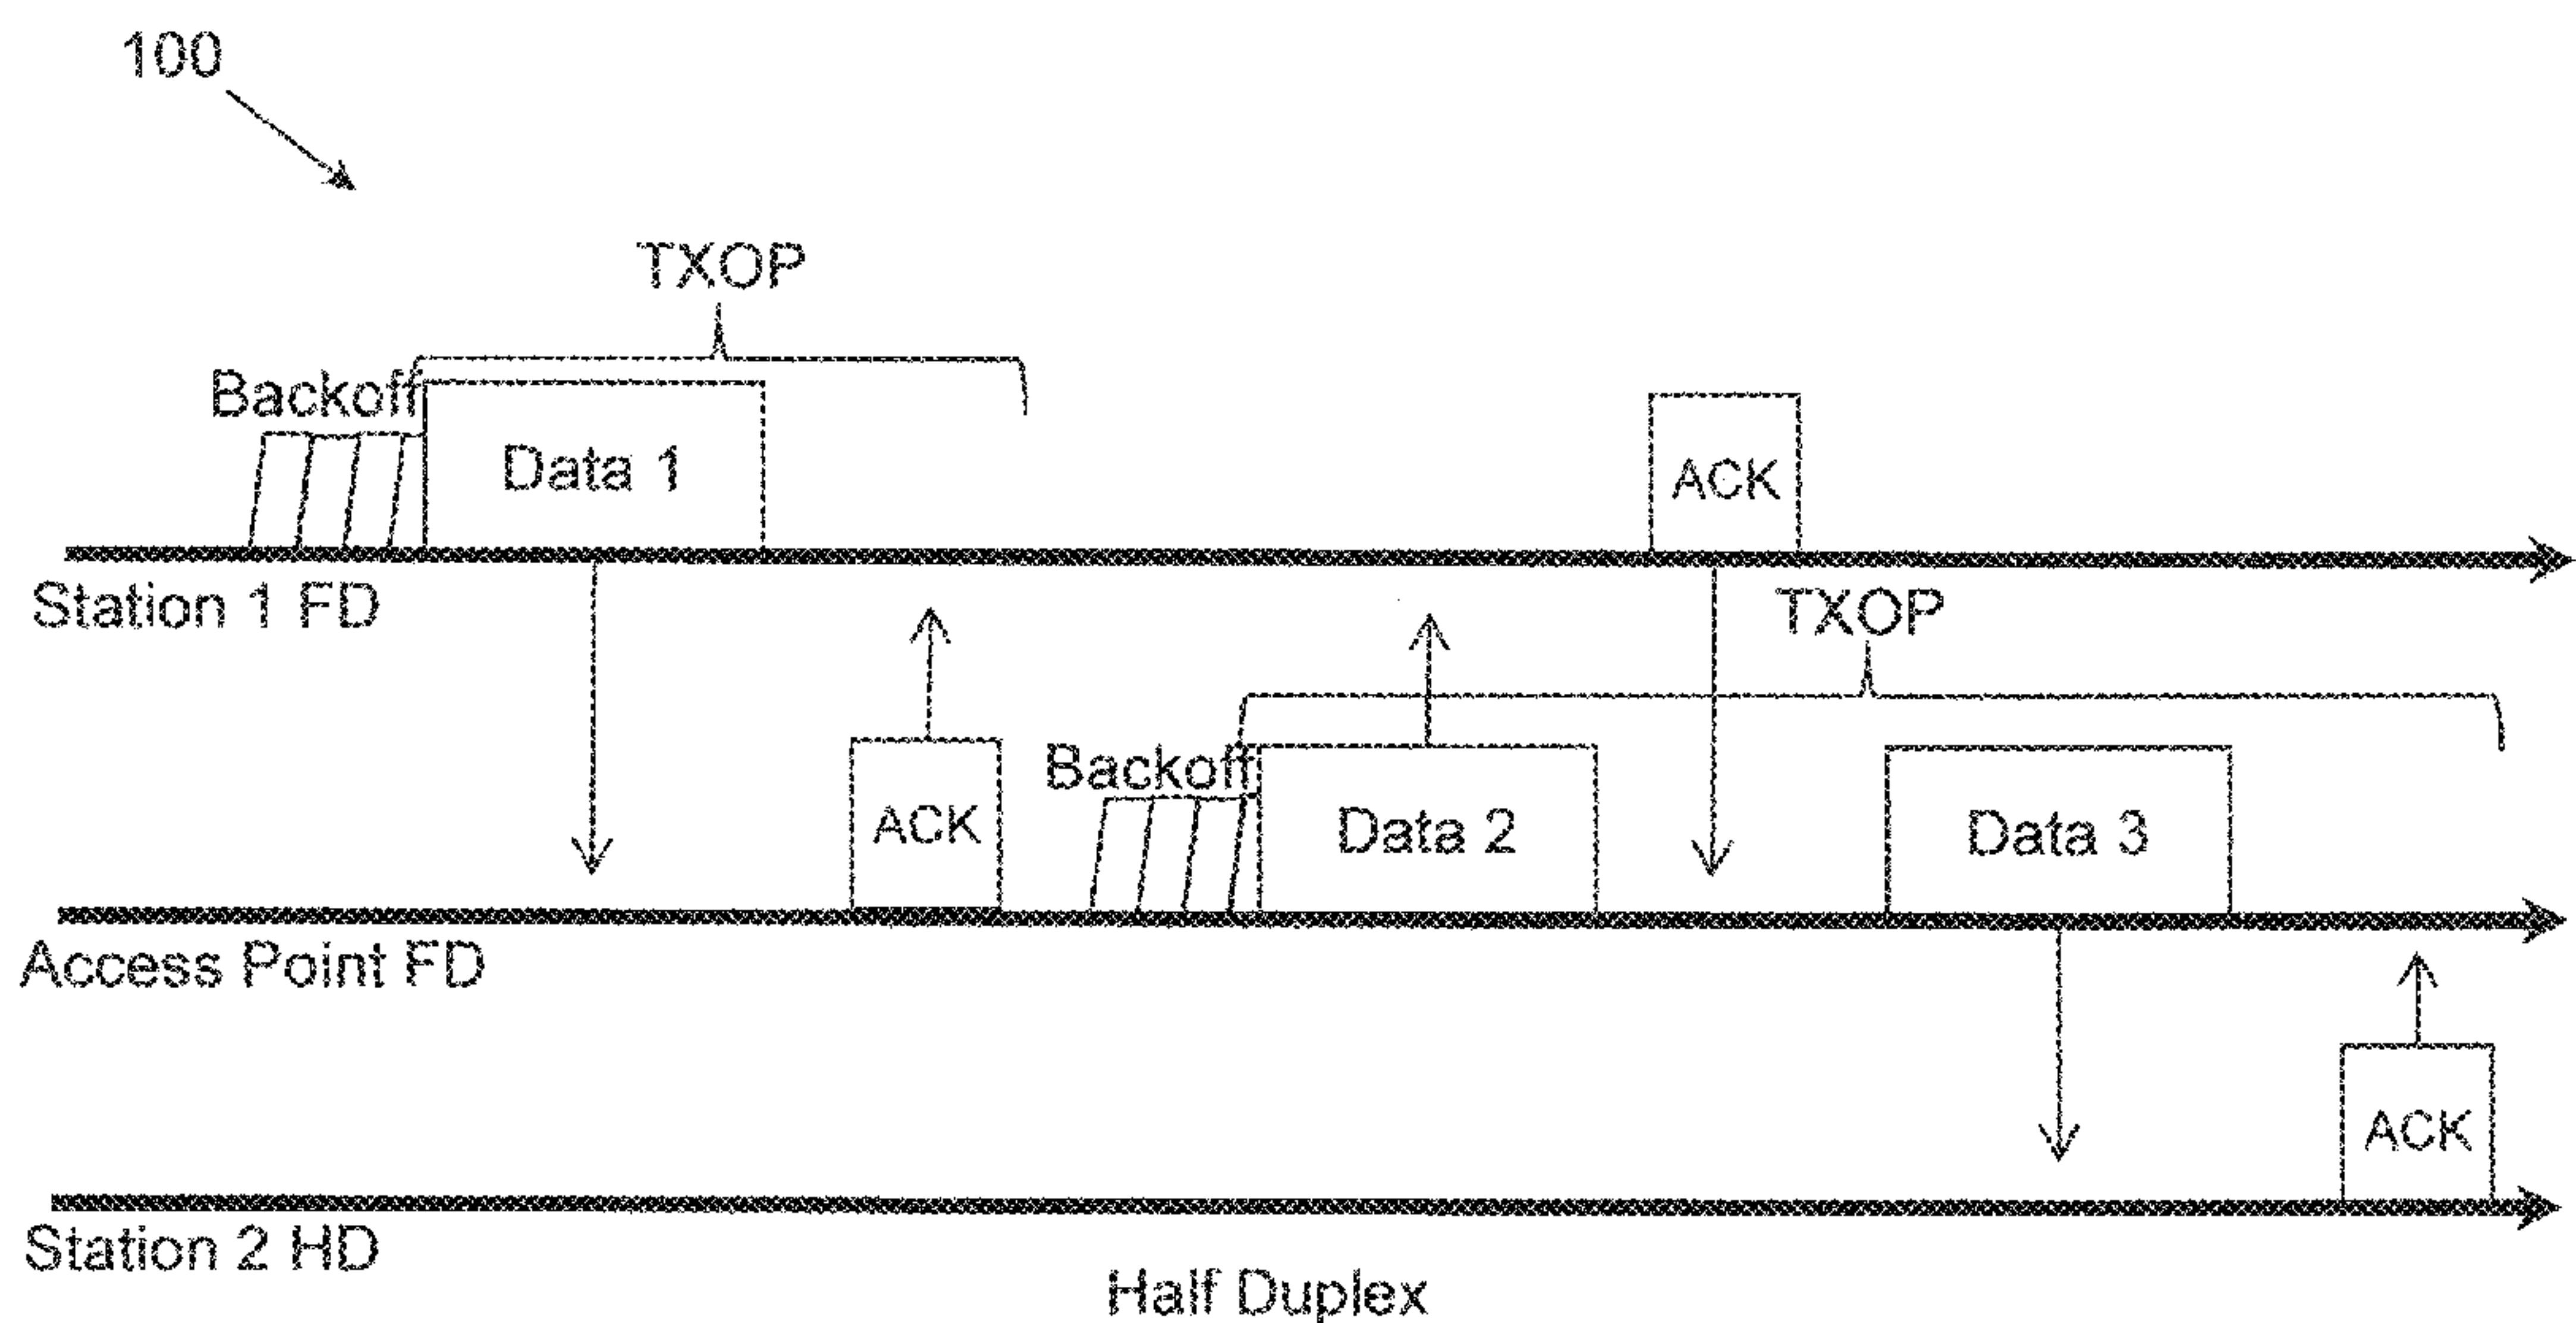 100
TXOP
Backoff
Data 1
ACK
Station 1 FD
TXOP
Backoff
ACK
Data 2
Data 3
Access Point FD
ACK
Station 2 HD
Half Duplex